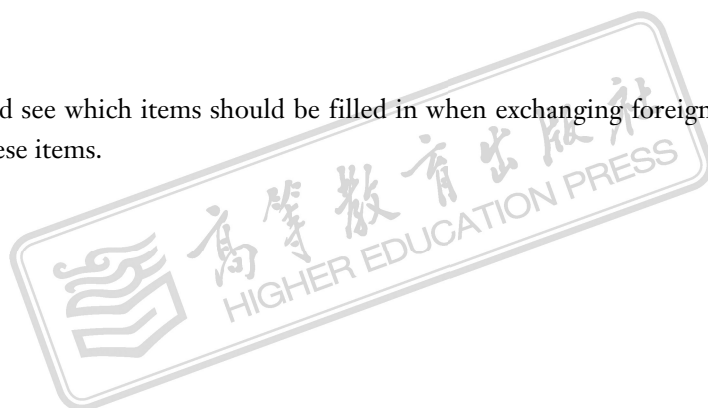 d see which items should be filled in when exchanging foreign
ese items.
高等教育出版社
HIGHER EDUCATION PRESS